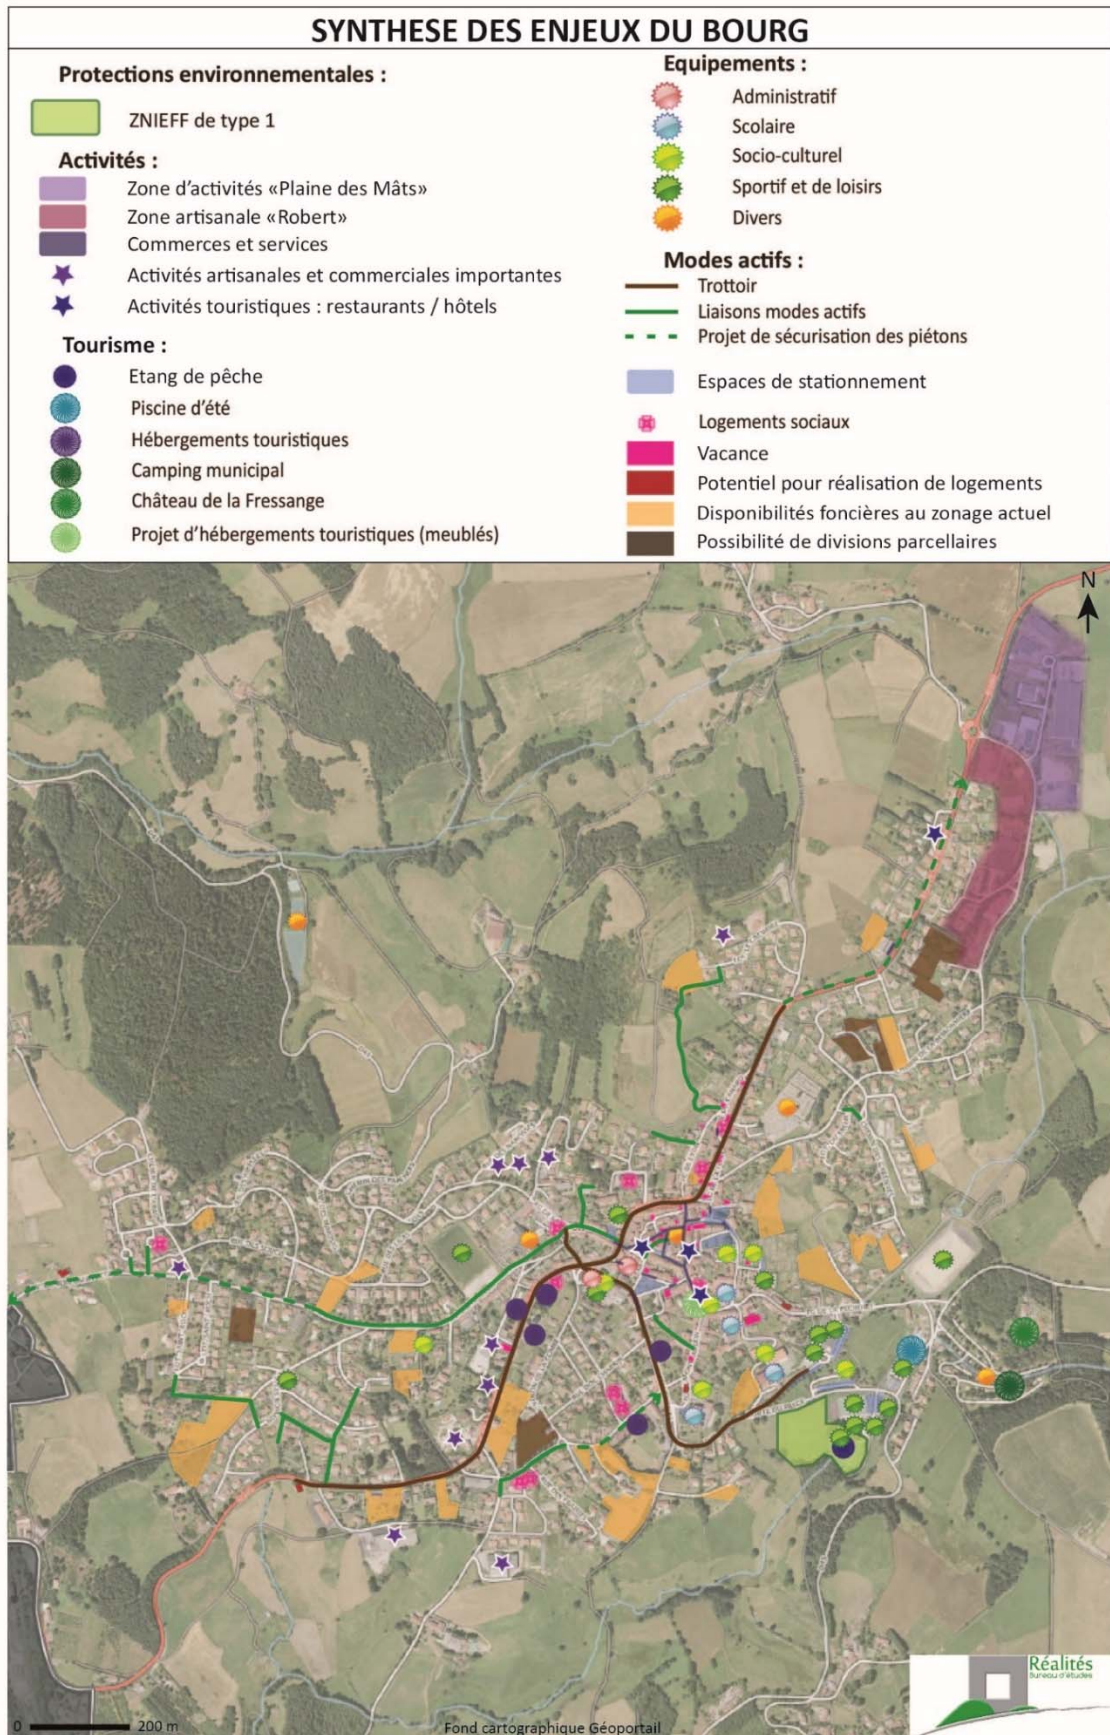 SYNTHESE DES ENJEUX DU BOURG
Protections environnementales :
ZNIEFF de type 1
Activités :
Zone d'activités «Plaine des Mâts»
Zone artisanale «Robert»
Commerces et services
Activités artisanales et commerciales importantes
Activités touristiques : restaurants / hôtels
Tourisme :
Etang de pêche
Piscine d'été
Hébergements touristiques
Camping municipal
Château de la Fressange
Projet d'hébergements touristiques (meublés)
Equipements :
Administratif
Scolaire
Socio-culturel
Sportif et de loisirs
Divers
Modes actifs :
Trottoir
Liaisons modes actifs
Projet de sécurisation des piétons
Espaces de stationnement
Logements sociaux
Vacance
Potentiel pour réalisation de logements
Disponibilités foncières au zonage actuel
Possibilité de divisions parcellaires
N
Réalités
Bureau d'études
0 200 m
Fond cartographique Géoportail